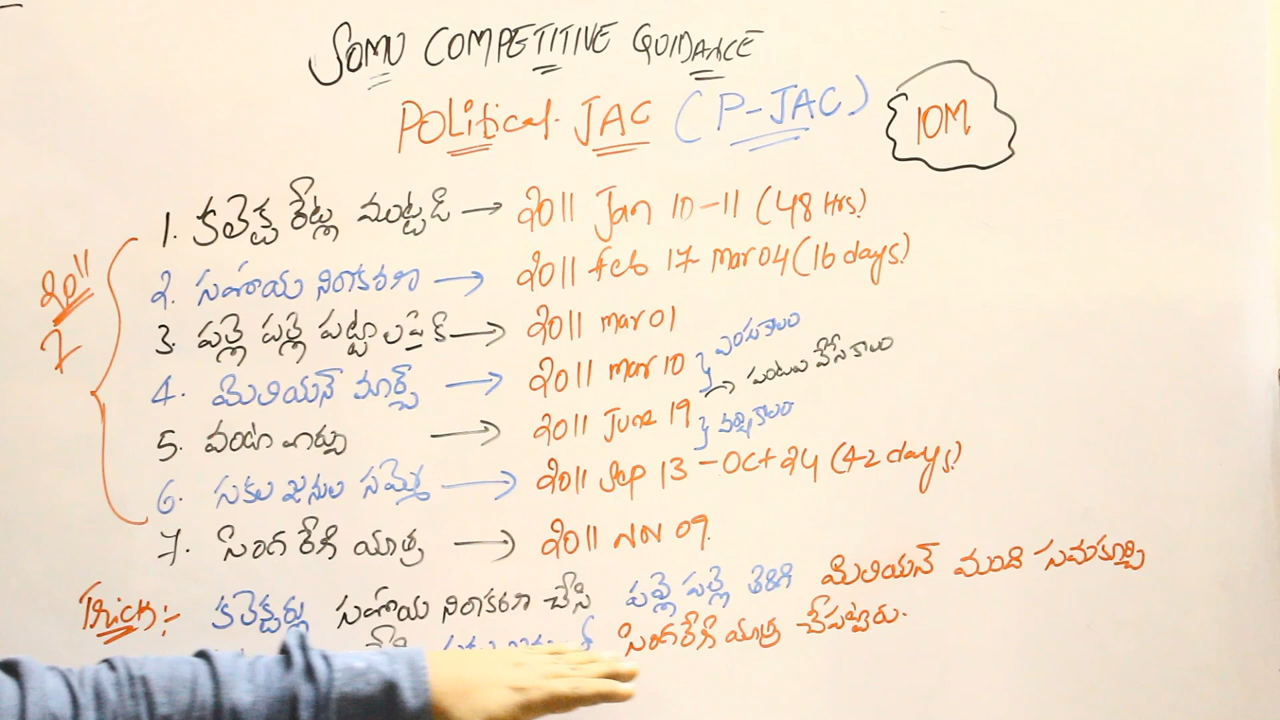 SOMU COMPETITIVE GUIDANCE
Political JAC (P-JAC)
10M
1. కలెక్ట రేట్ల ముట్టడి → 2011 Jan 10-11 (48 Hrs)
2. సహాయ నిరాకరణ → 2011 Feb 17- Mar 04 (16 days)
3. పల్లె పల్లె పట్టాలపైకి → 2011 mar 01
4. మిలియన్ మార్చ్ → 2011 mar 10
5. వంటా వార్పు → 2011 June 19 } వర్షాకాలం
6. సకల జనుల సమ్మె → 2011 Sep 13 - Oct 24 (42 days)
7. సింగ రేణి యాత్ర → 2011 NOV 09.
2011
7
Trick:- కలెక్టర్లు సహాయ నిరాకరణ చేసి పల్లె పల్లె తిరిగి మిలియన్ మంది సమకూర్చి
సింగరేణి యాత్ర చేపట్టారు.